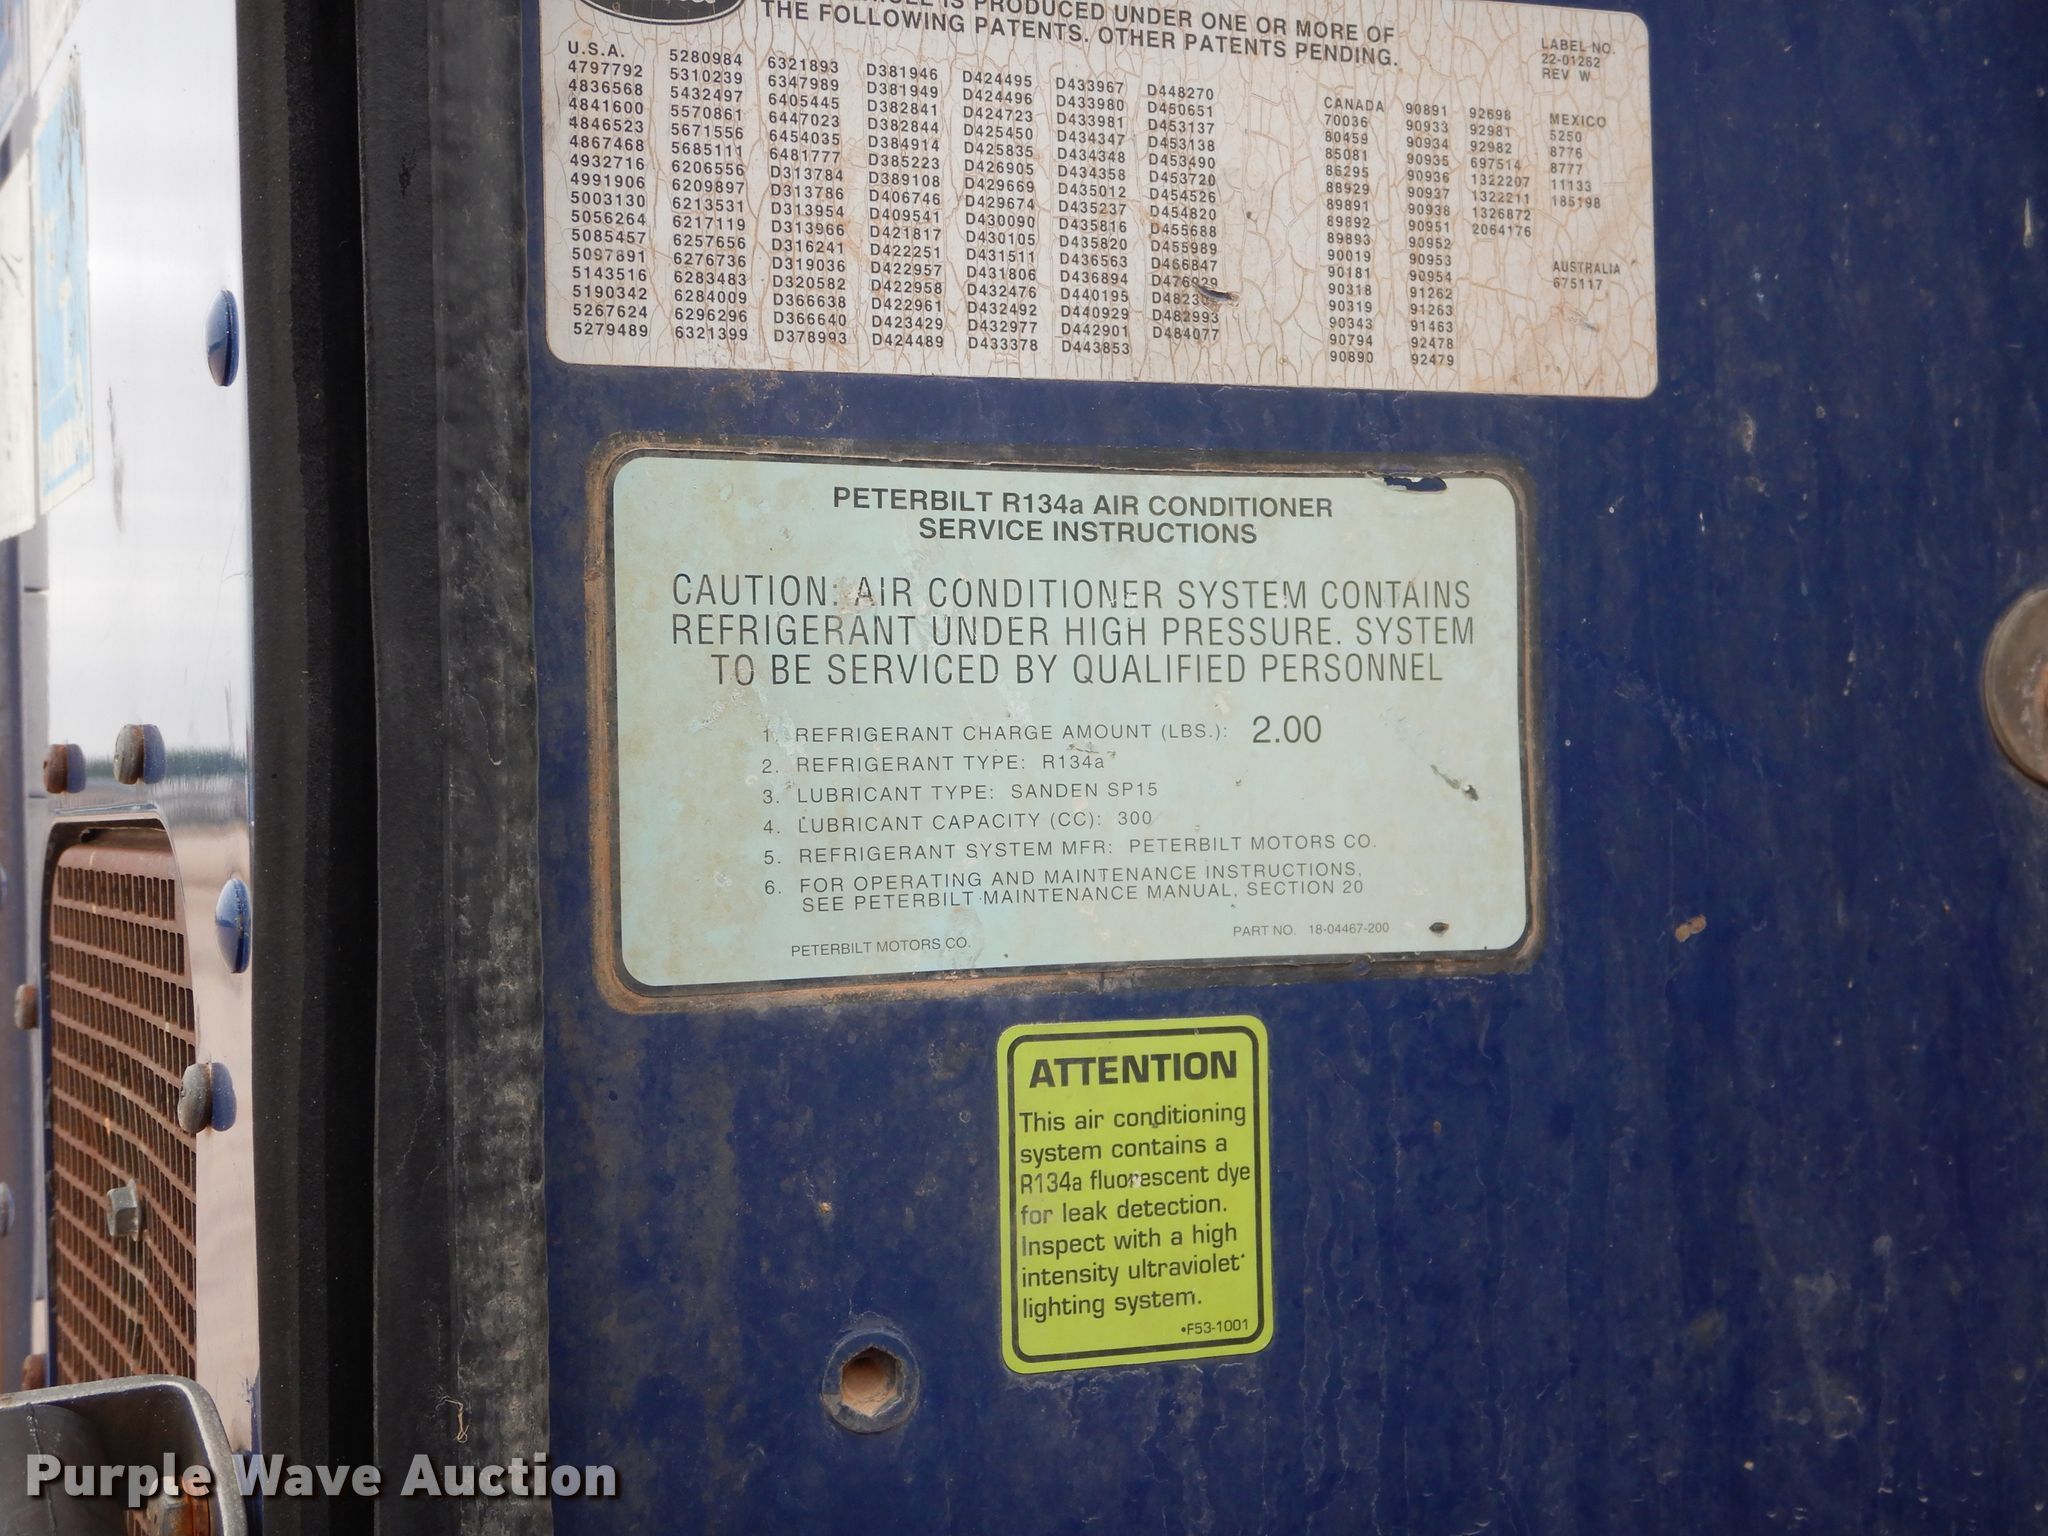 IS PRODUCED UNDER ONE OR MORE OF
THE FOLLOWING PATENTS. OTHER PATENTS PENDING.
LABEL NO.
22-01262
REV W
U.S.A.
4797792
4836568
4841600
4846523
4867468
4932716
4991906
5003130
5056264
5085457
5097891
5143516
5190342
5267624
5279489
5280984
5310239
5432497
5570861
5671556
5685111
6206556
6209897
6213531
6217119
6257656
6276736
6283483
6284009
6296296
6321399
6321893
6347989
6405445
6447023
6454035
6481777
D313784
D313786
D313954
D313966
D316241
D319036
D320582
D366638
D366640
D378993
D381946
D381949
D382841
D382844
D384914
D385223
D389108
D406746
D409541
D421817
D422251
D422957
D422958
D422961
D423429
D424489
D424495
D424496
D424723
D425450
D425835
D426905
D429669
D429674
D430090
D430105
D431511
D431806
D432476
D432492
D432977
D433378
D433967
D433980
D433981
D434347
D434348
D434358
D435012
D435237
D435816
D435820
D436563
D436894
D440195
D440929
D442901
D443853
D448270
D450651
D453137
D453138
D453490
D453720
D454526
D454820
D455688
D455989
D466847
D476929
D482993
D484077
CANADA
70036
80459
85081
86295
88929
89891
89892
89893
90019
90181
90318
90319
90343
90794
90890
90891
90933
90934
90935
90936
90937
90938
90951
90952
90953
90954
91262
91263
91463
92478
92479
92698
92981
92982
697514
1322207
1322211
1326872
2064176
MEXICO
5250
8776
8777
11133
185198
AUSTRALIA
675117
PETERBILT R134a AIR CONDITIONER
SERVICE INSTRUCTIONS
CAUTION: AIR CONDITIONER SYSTEM CONTAINS
REFRIGERANT UNDER HIGH PRESSURE. SYSTEM
TO BE SERVICED BY QUALIFIED PERSONNEL
1. REFRIGERANT CHARGE AMOUNT (LBS.): 2.00
2. REFRIGERANT TYPE: R134a
3. LUBRICANT TYPE: SANDEN SP15
4. LUBRICANT CAPACITY (CC): 300
5. REFRIGERANT SYSTEM MFR: PETERBILT MOTORS CO.
6. FOR OPERATING AND MAINTENANCE INSTRUCTIONS,
SEE PETERBILT MAINTENANCE MANUAL, SECTION 20
PETERBILT MOTORS CO.
PART NO. 18-04467-200
ATTENTION
This air conditioning
system contains a
R134a fluorescent dye
for leak detection.
Inspect with a high
intensity ultraviolet
lighting system.
•F53-1001
Purple Wave Auction